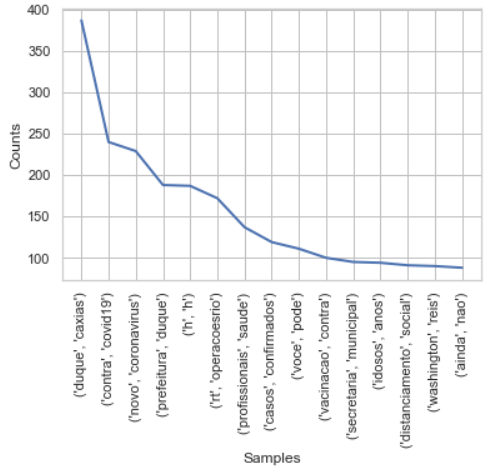 400
350
300
250
200
150
100
Counts
('duque', 'caxias')
('contra', 'covid19')
('novo', 'coronavirus')
('prefeitura', 'duque')
('h', 'h')
('rt', 'operacoesrio')
('profissionais', 'saude')
('casos', 'confirmados')
('voce', 'pode')
('vacinacao', 'contra')
('secretaria', 'municipal')
('idosos', 'anos')
('distanciamento', 'social')
('washington', 'reis')
('ainda', 'nao')
Samples